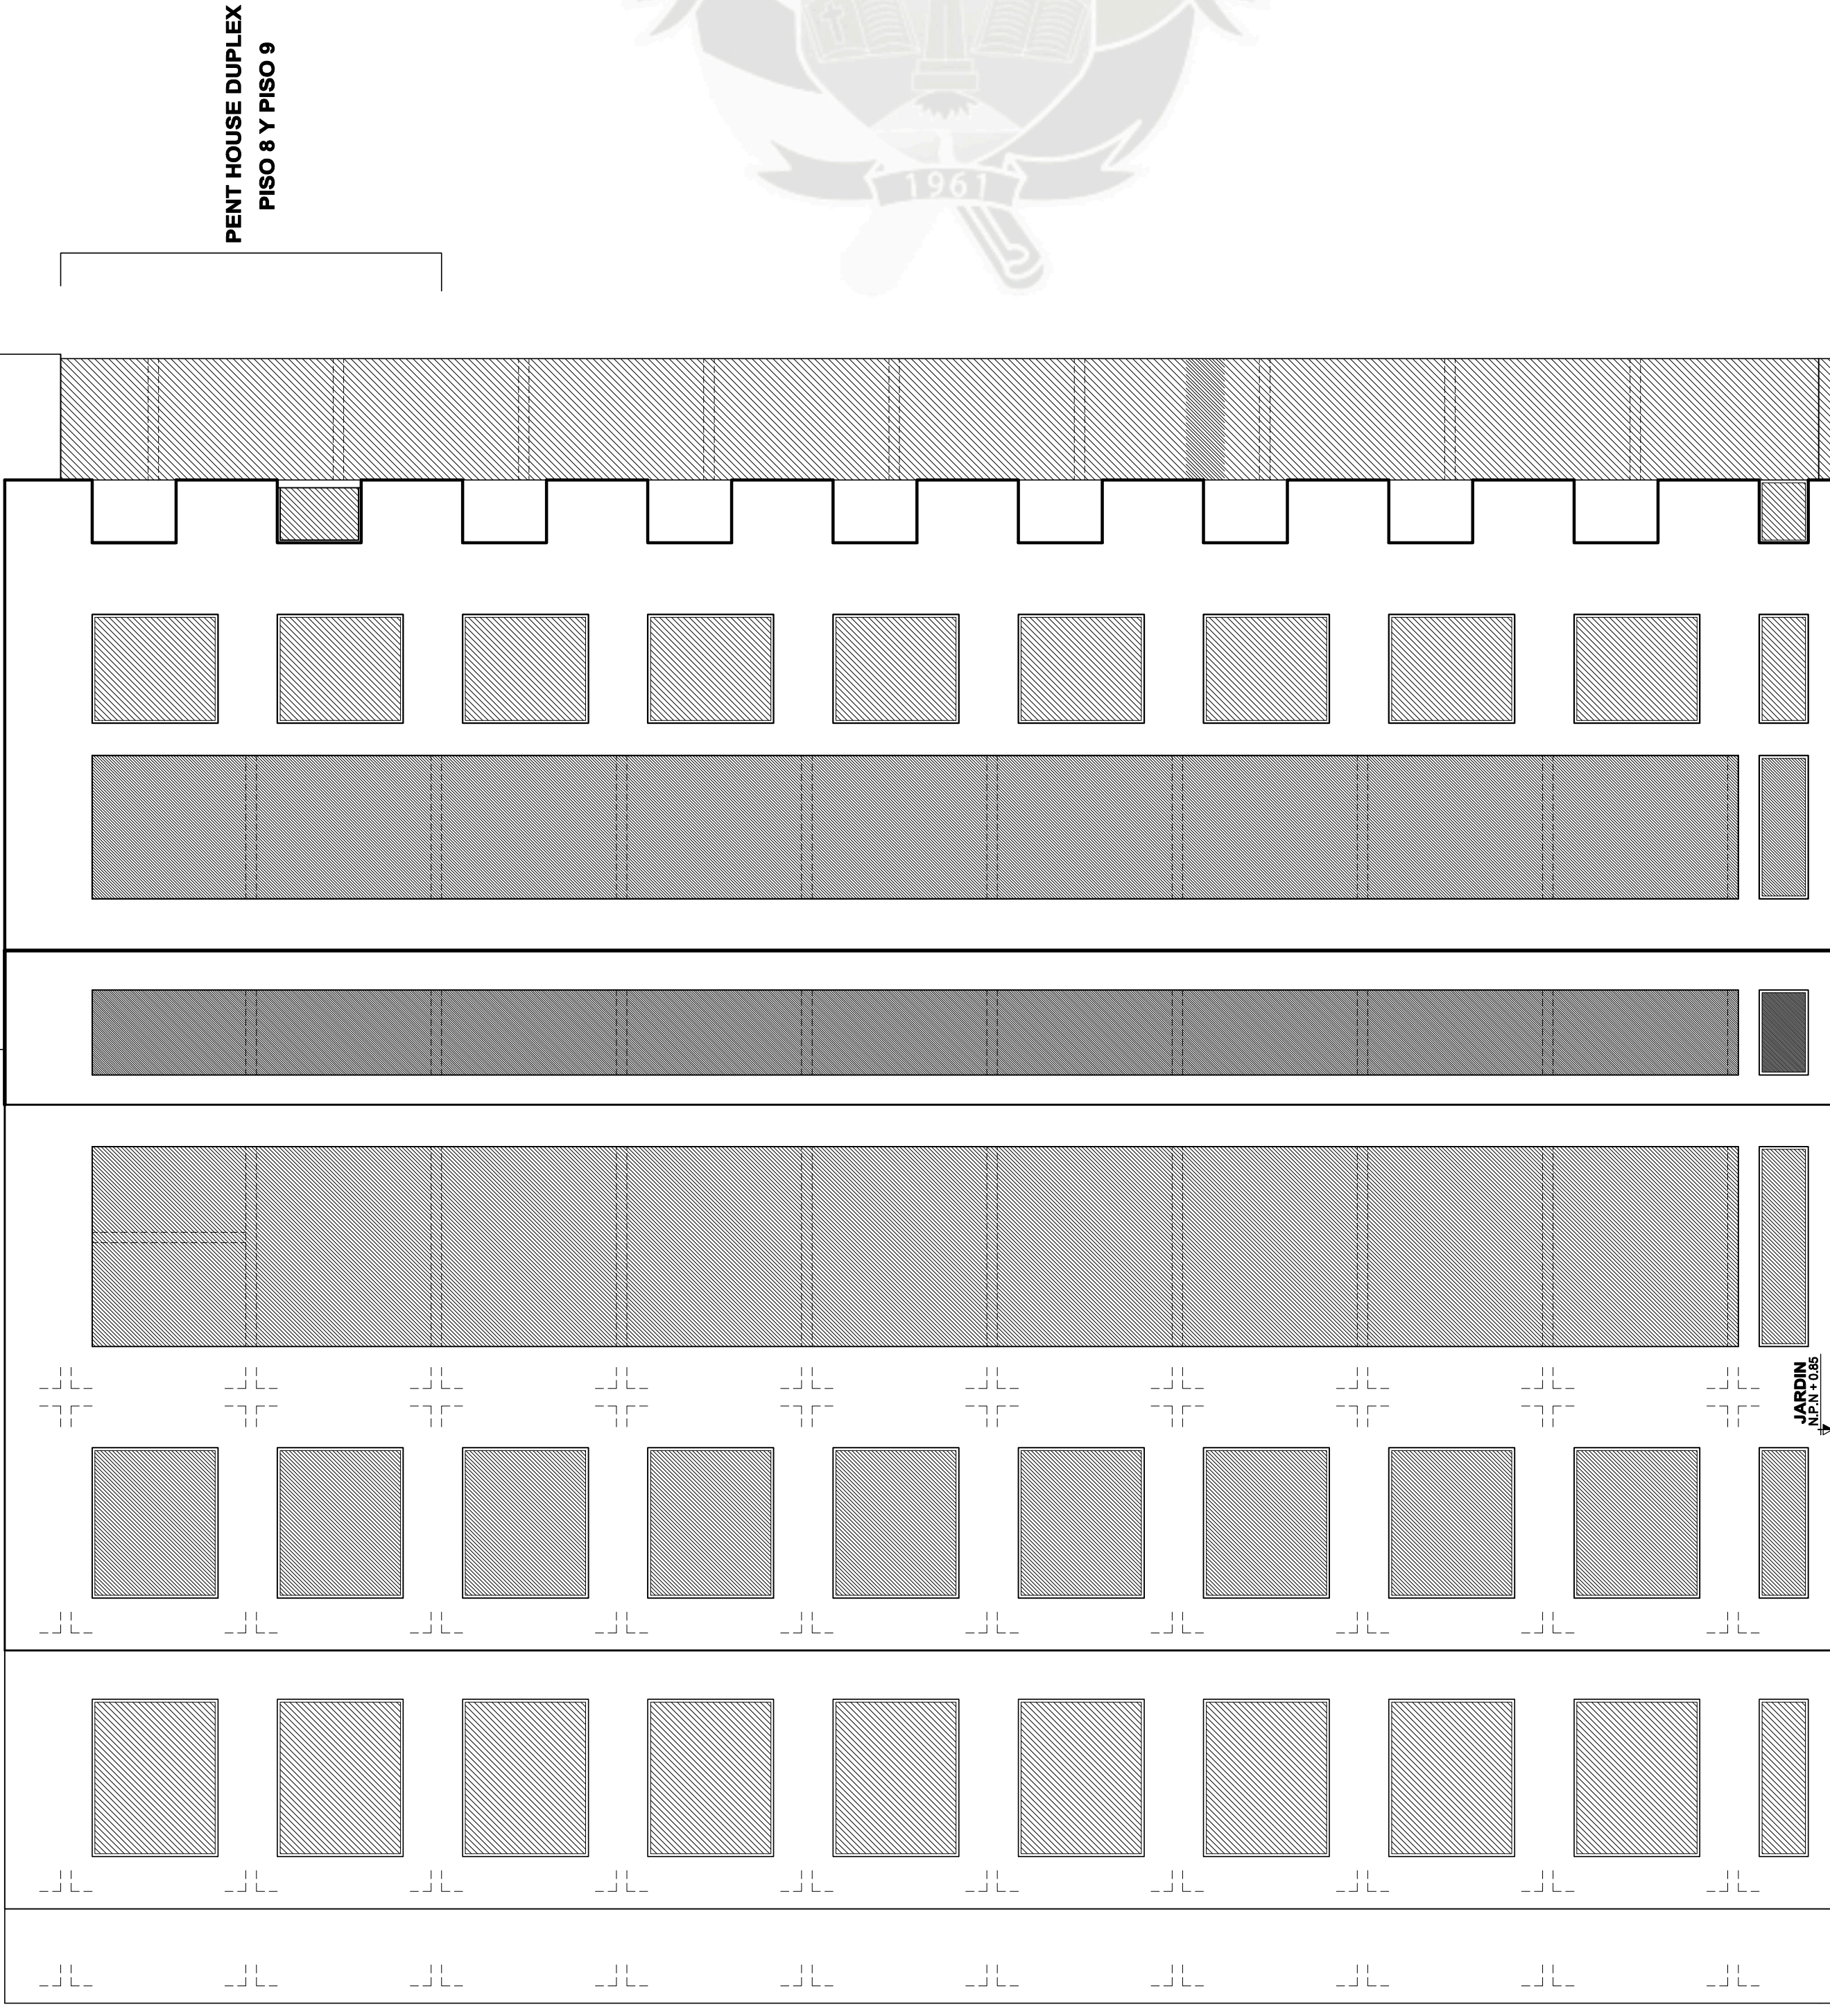 PENT HOUSE DUPLEX
PISO 8 Y PISO 9
1961
JARDIN
N.P.N + 0.85